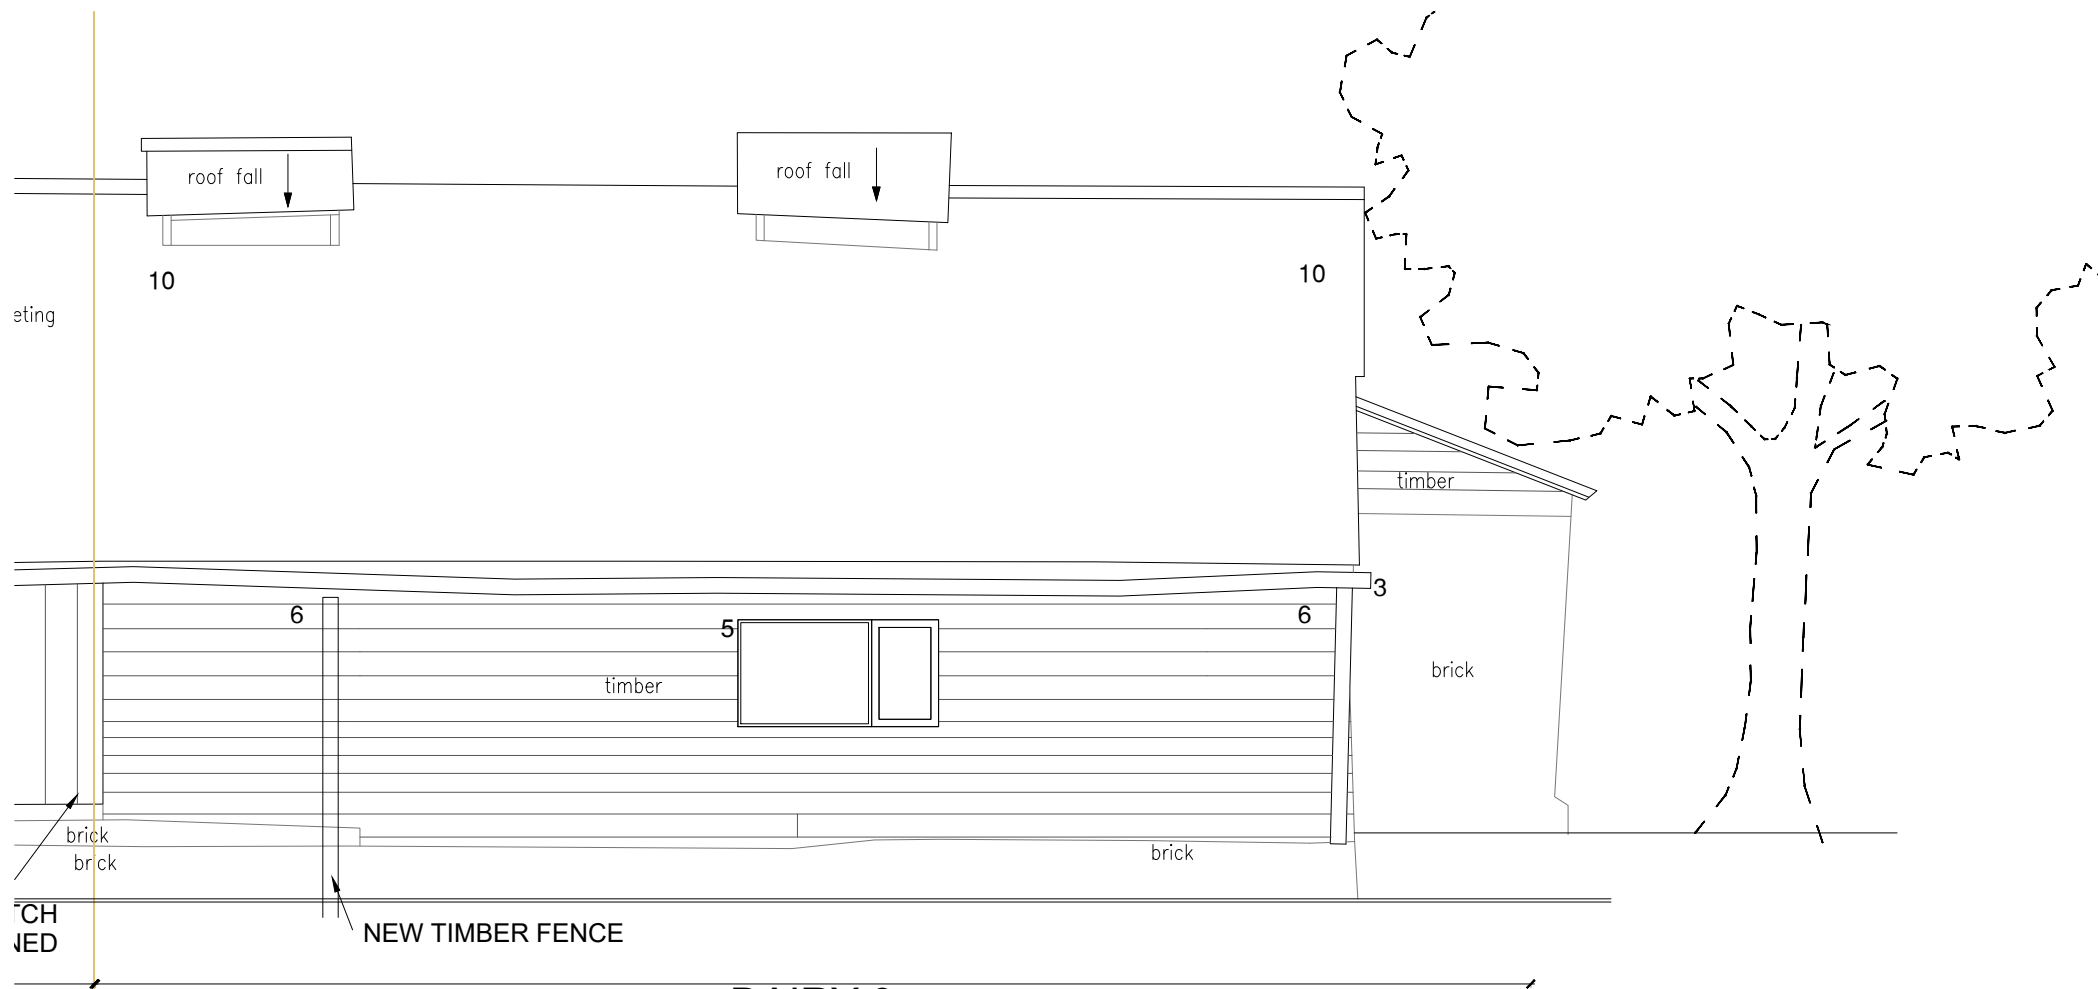 roof fall
roof fall
10
10
eting
timber
3
6
6
5
timber
brick
brick
brick
brick
TCH
NED
NEW TIMBER FENCE